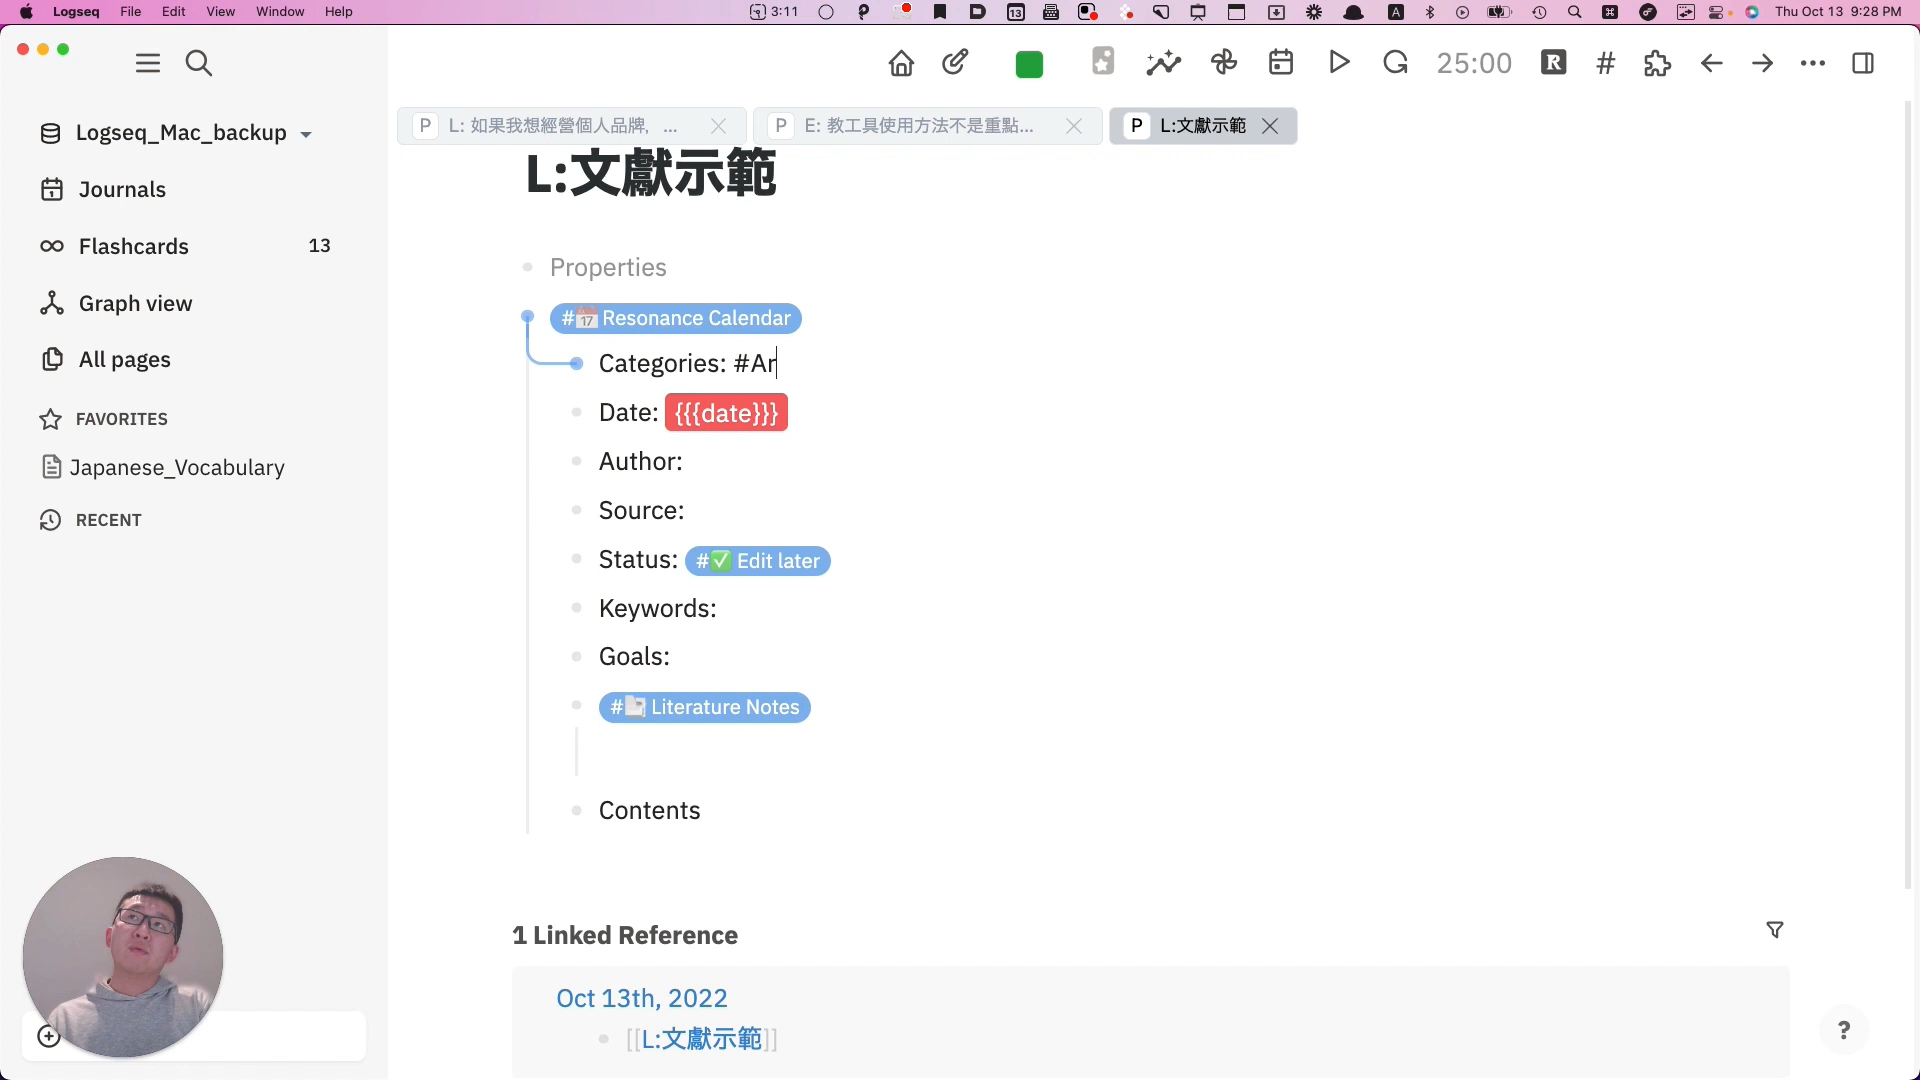 Logseq File Edit View Window Help 3:11 13 A Thu Oct 13 9:28 PM
25:00 R #
Logseq_Mac_backup
Journals
Flashcards 13
Graph view
All pages
FAVORITES
Japanese_Vocabulary
RECENT
P L: 如果我想經營個人品牌, ...
P E: 教工具使用方法不是重點...
P L:文獻示範
L:文獻示範
Properties
#📅 Resonance Calendar
Categories: #Ar
Date: {{{date}}}
Author:
Source:
Status: #✅ Edit later
Keywords:
Goals:
#📑 Literature Notes
Contents
1 Linked Reference
Oct 13th, 2022
[[L:文獻示範]]
?